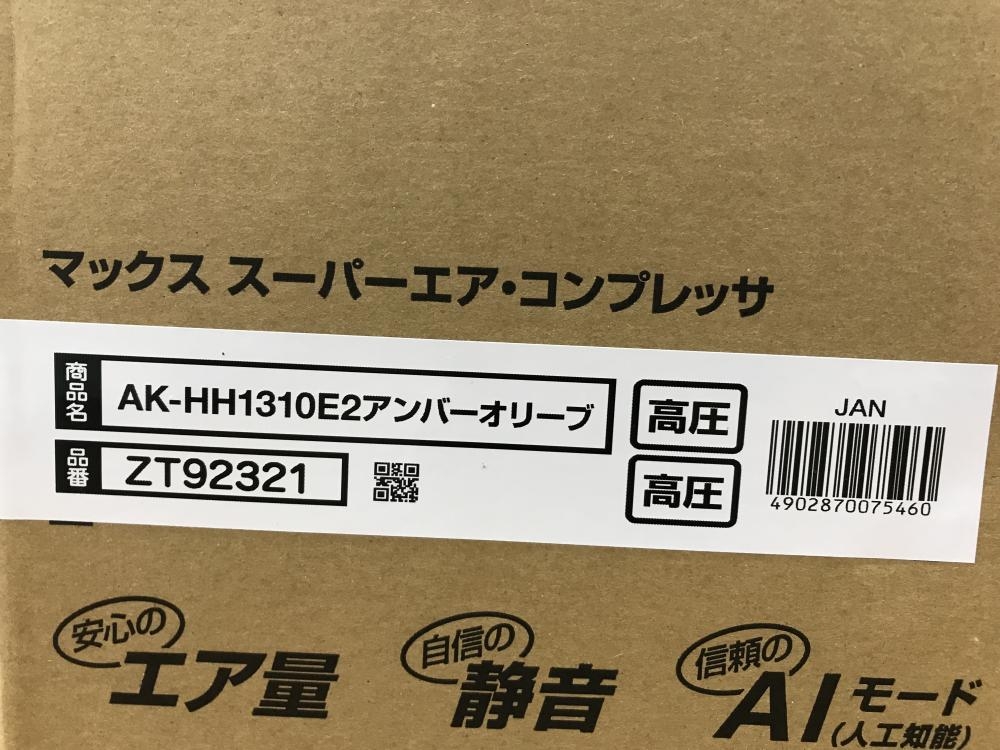 マックス スーパーエア・コンプレッサ
商品名 AK-HH1310E2アンバーオリーブ
高圧
JAN
品番 ZT92321
高圧
4902870075460
安心の
エア量
自信の
静音
信頼の
AIモード
(人工知能)